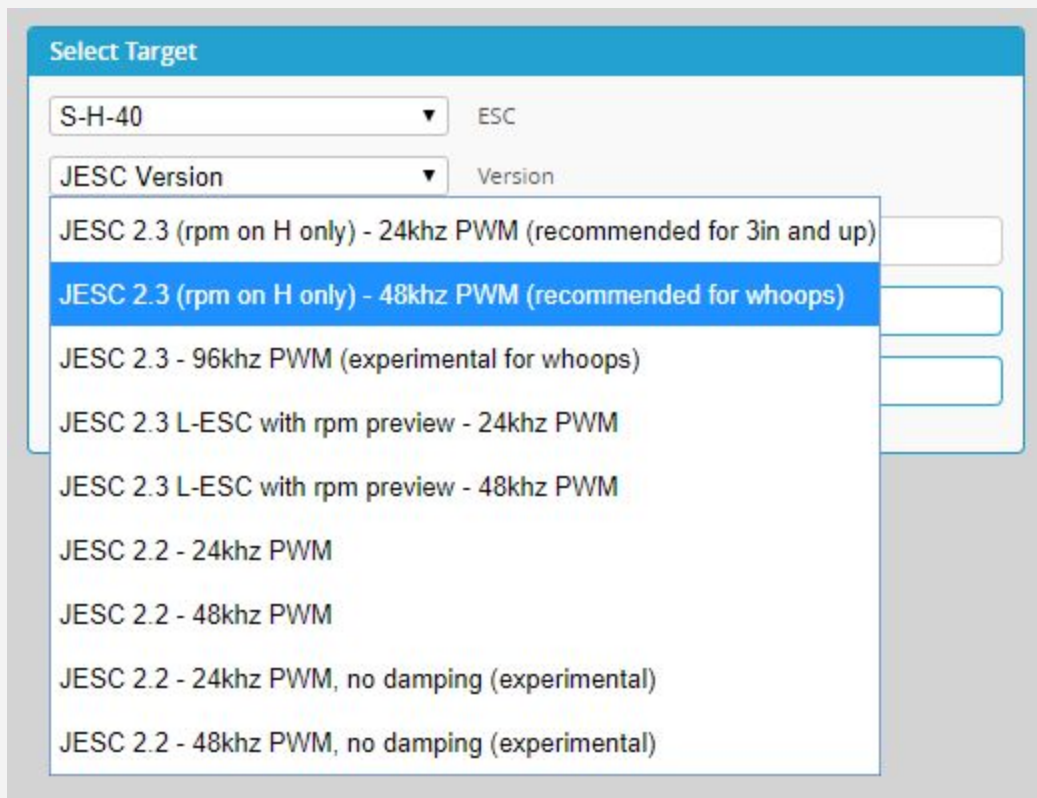 Select Target
S-H-40 ESC
JESC Version Version
JESC 2.3 (rpm on H only) - 24khz PWM (recommended for 3in and up)
JESC 2.3 (rpm on H only) - 48khz PWM (recommended for whoops)
JESC 2.3 - 96khz PWM (experimental for whoops)
JESC 2.3 L-ESC with rpm preview - 24khz PWM
JESC 2.3 L-ESC with rpm preview - 48khz PWM
JESC 2.2 - 24khz PWM
JESC 2.2 - 48khz PWM
JESC 2.2 - 24khz PWM, no damping (experimental)
JESC 2.2 - 48khz PWM, no damping (experimental)